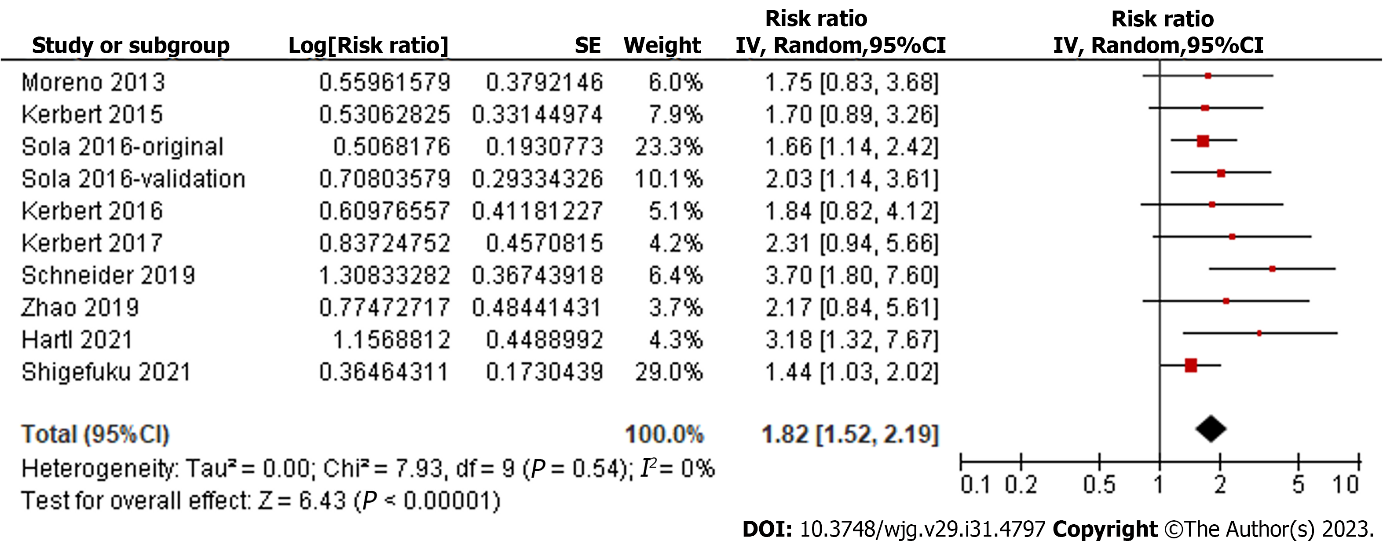 Risk ratio Risk ratio
Study or subgroup Log[Risk ratio] SE Weight IV, Random,95%CI IV, Random,95%CI
Moreno 2013 0.55961579 0.3792146 6.0% 1.75 [0.83, 3.68]
Kerbert 2015 0.53062825 0.33144974 7.9% 1.70 [0.89, 3.26]
Sola 2016-original 0.5068176 0.1930773 23.3% 1.66 [1.14, 2.42]
Sola 2016-validation 0.70803579 0.29334326 10.1% 2.03 [1.14, 3.61]
Kerbert 2016 0.60976557 0.41181227 5.1% 1.84 [0.82, 4.12]
Kerbert 2017 0.83724752 0.4570815 4.2% 2.31 [0.94, 5.66]
Schneider 2019 1.30833282 0.36743918 6.4% 3.70 [1.80, 7.60]
Zhao 2019 0.77472717 0.48441431 3.7% 2.17 [0.84, 5.61]
Hartl 2021 1.1568812 0.4488992 4.3% 3.18 [1.32, 7.67]
Shigefuku 2021 0.36464311 0.1730439 29.0% 1.44 [1.03, 2.02]
Total (95%CI) 100.0% 1.82 [1.52, 2.19]
Heterogeneity: Tau² = 0.00; Chi² = 7.93, df = 9 (P = 0.54); I² = 0%
Test for overall effect: Z = 6.43 (P < 0.00001)
0.1 0.2 0.5 1 2 5 10
DOI: 10.3748/wjg.v29.i31.4797 Copyright ©The Author(s) 2023.